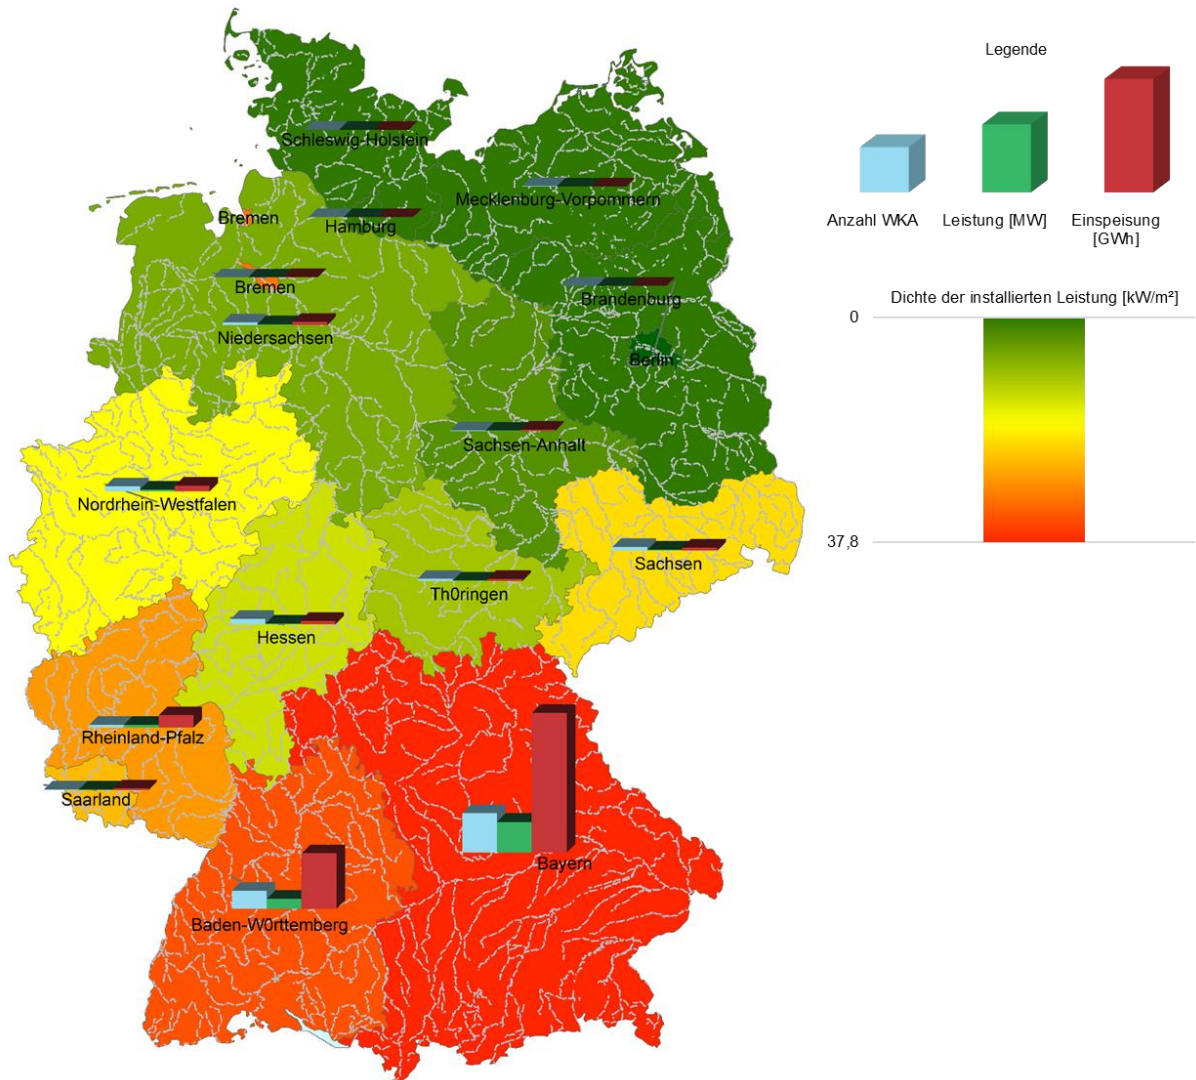 Legende
Anzahl WKA
Leistung [MW]
Einspeisung
[GWh]
Dichte der installierten Leistung [kW/m²]
0
37,8
Schleswig-Holstein
Mecklenburg-Vorpommern
Bremen
Hamburg
Bremen
Brandenburg
Niedersachsen
Berlin
Sachsen-Anhalt
Nordrhein-Westfalen
Sachsen
Th0ringen
Hessen
Rheinland-Pfalz
Saarland
Bayern
Baden-W0rttemberg